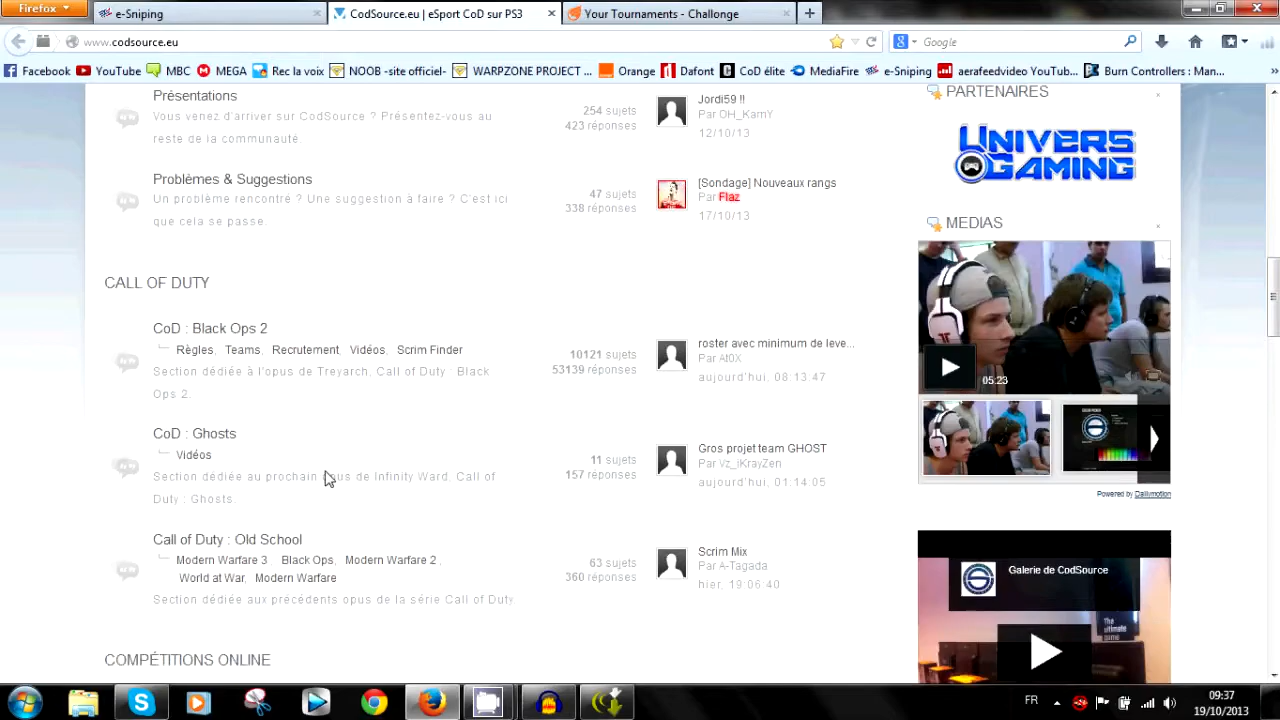 Firefox
e-Sniping
CodSource.eu | eSport CoD sur PS3
Your Tournaments - Challonge
www.codsource.eu
Google
Facebook YouTube MBC MEGA Rec la voix NOOB -site officiel- WARPZONE PROJECT ... Orange Dafont CoD élite MediaFire e-Sniping aerafeedvideo YouTub... Burn Controllers : Man...
Présentations
Vous venez d'arriver sur CodSource ? Présentez-vous au
reste de la communauté.
254 sujets
423 réponses
Jordi59 !!
Par OH_KamY
12/10/13
Problèmes & Suggestions
Un problème rencontré ? Une suggestion à faire ? C'est ici
que cela se passe.
47 sujets
338 réponses
[Sondage] Nouveaux rangs
Par Flaz
17/10/13
CALL OF DUTY
CoD : Black Ops 2
Règles, Teams, Recrutement, Vidéos, Scrim Finder
Section dédiée à l'opus de Treyarch. Call of Duty : Black
Ops 2.
10121 sujets
53139 réponses
roster avec minimum de leve...
Par At0X
aujourd'hui, 08:13:47
CoD : Ghosts
Vidéos
Section dédiée au prochain opus de Infinity Ward. Call of
Duty : Ghosts.
11 sujets
157 réponses
Gros projet team GHOST
Par Vz_iKrayZen
aujourd'hui, 01:14:05
Call of Duty : Old School
Modern Warfare 3, Black Ops, Modern Warfare 2,
World at War, Modern Warfare
Section dédiée aux précédents opus de la série Call of Duty
63 sujets
360 réponses
Scrim Mix
Par A-Tagada
hier, 19:06:40
COMPÉTITIONS ONLINE
PARTENAIRES
UNIVERS
GAMING
MEDIAS
05:23
Powered by Dailymotion
Galerie de CodSource
The ultimate
game
FR
09:37
19/10/2013